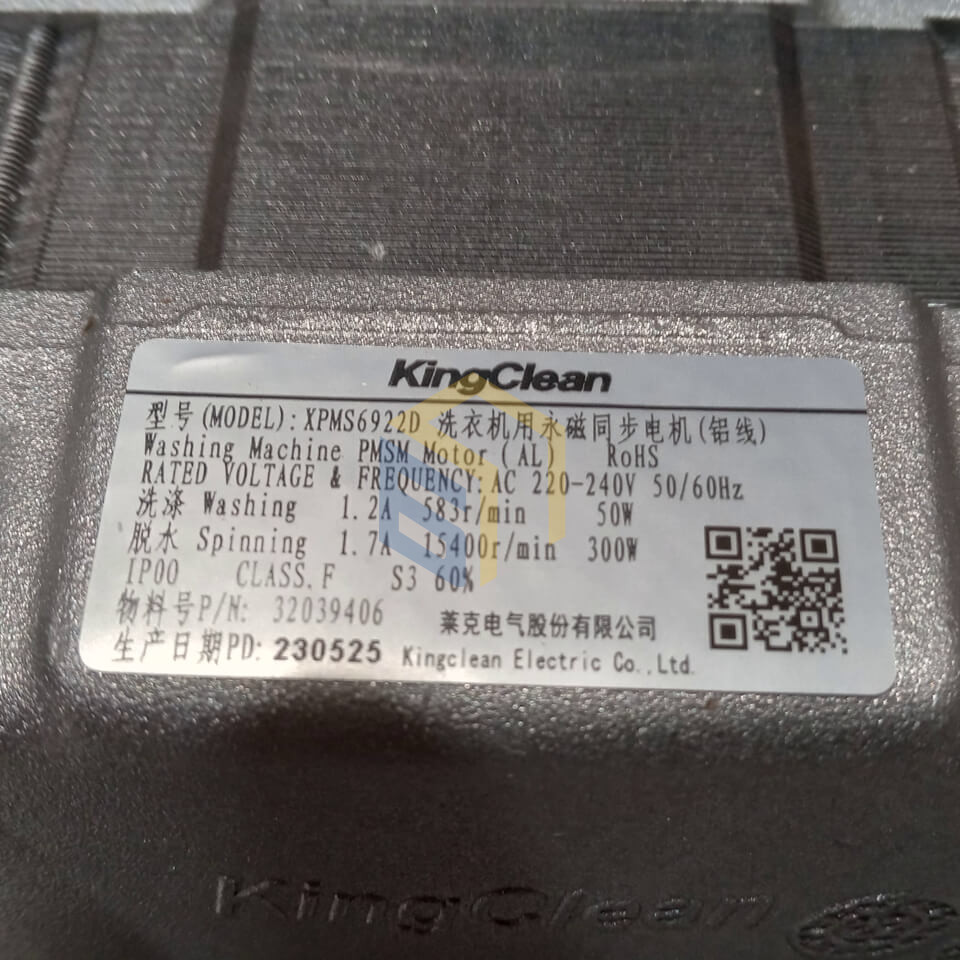 KingClean
型号(MODEL): XPMS6922D 洗衣机用永磁同步电机(铝线)
Washing Machine PMSM Motor (AL) RoHS
RATED VOLTAGE & FREQUENCY: AC 220-240V 50/60Hz
洗涤 Washing 1.2A 583r/min 50W
脱水 Spinning 1.7A 15400r/min 300W
IP00 CLASS.F S3 60%
物料号P/N: 32039406 莱克电气股份有限公司
生产日期PD: 230525 Kingclean Electric Co.,Ltd.
KingClean